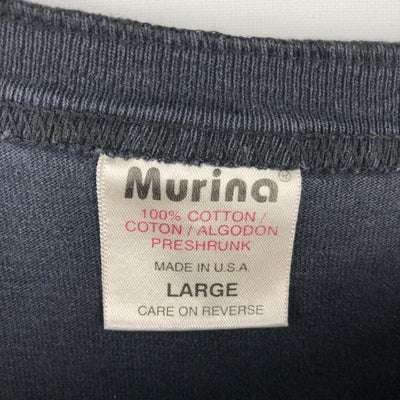 Murina®
100% COTTON/
COTON/ALGODON
PRESHRUNK
MADE IN U.S.A.
LARGE
CARE ON REVERSE